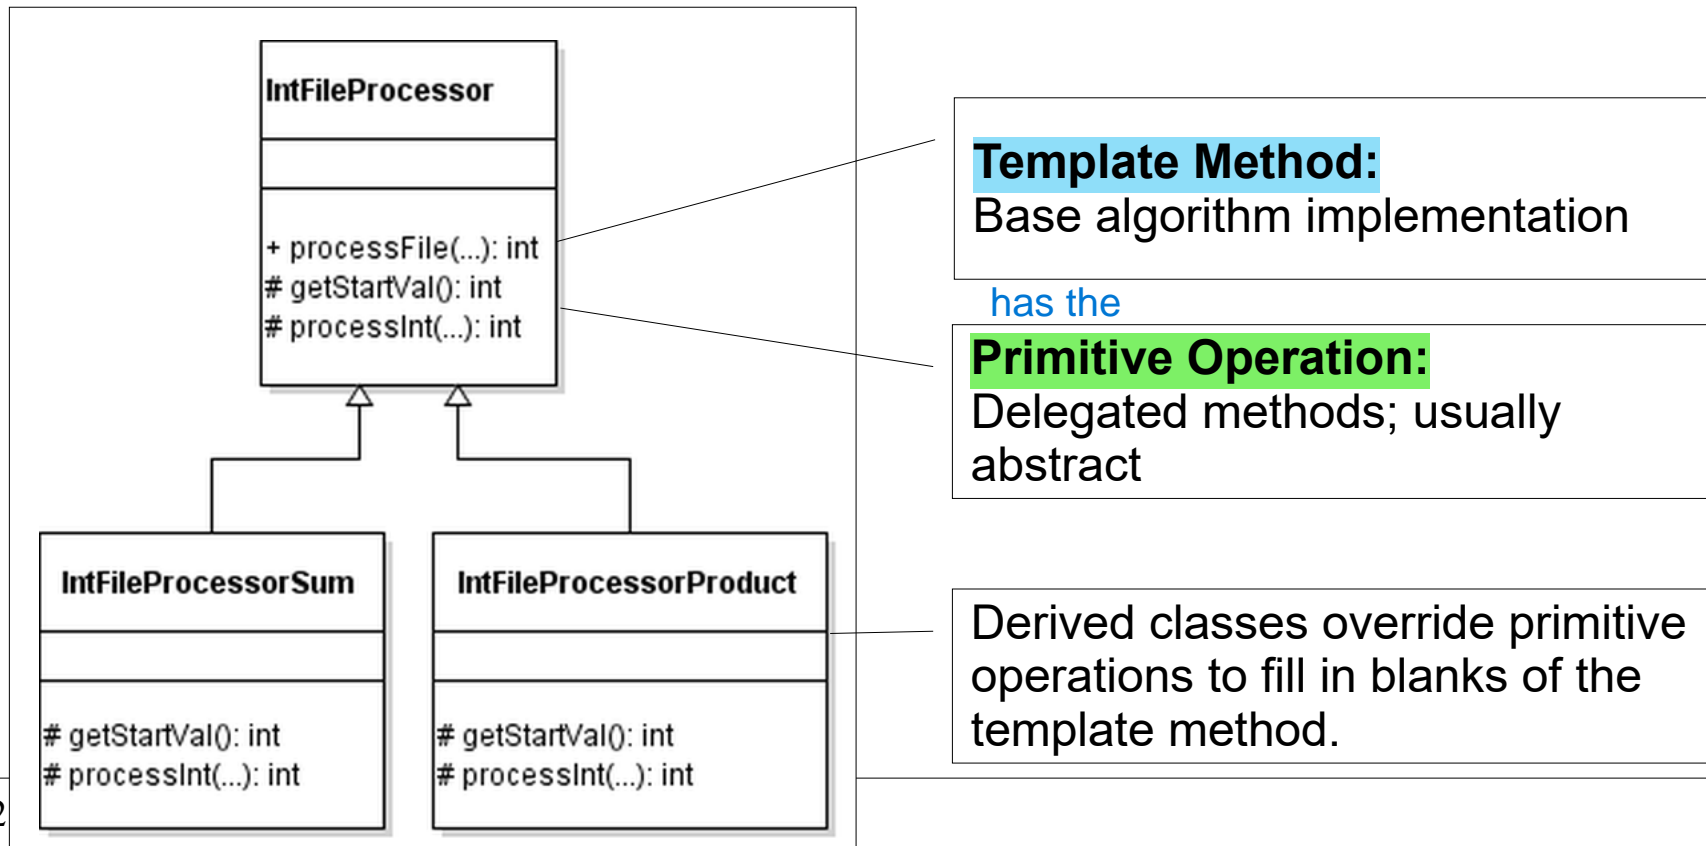 IntFileProcessor
+ processFile(...): int
# getStartVal(): int
# processInt(...): int
IntFileProcessorSum
# getStartVal(): int
# processInt(...): int
IntFileProcessorProduct
# getStartVal(): int
# processInt(...): int
Template Method:
Base algorithm implementation
has the
Primitive Operation:
Delegated methods; usually
abstract
Derived classes override primitive
operations to fill in blanks of the
template method.
2